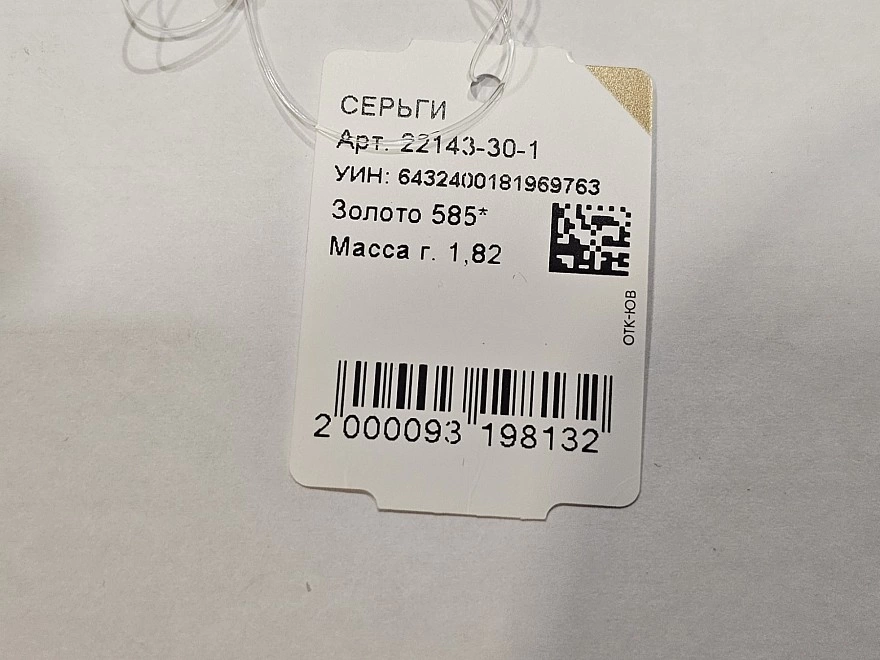 СЕРЬГИ
Арт. 22143-30-1
УИН: 6432400181969763
Золото 585*
Масса г. 1,82
ОТК-ЮВ
2 000093 198132